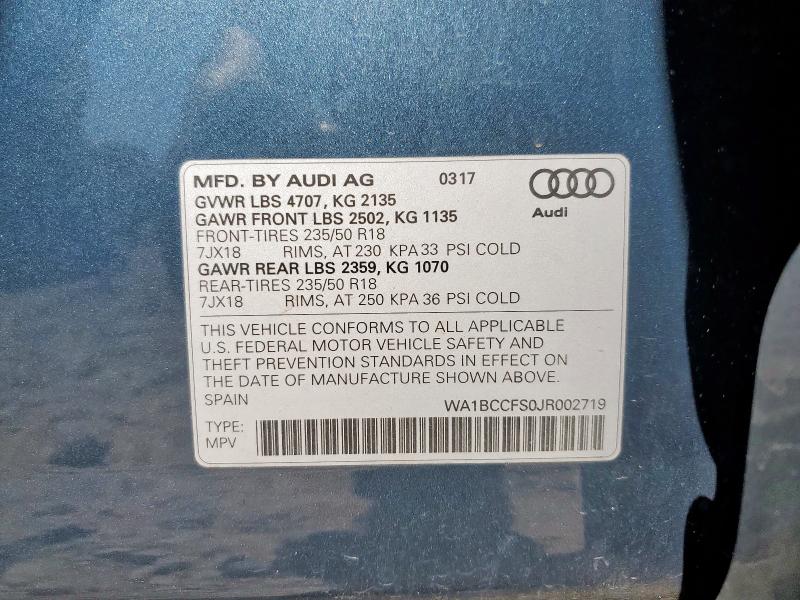 MFD. BY AUDI AG 0317
GVWR LBS 4707, KG 2135
GAWR FRONT LBS 2502, KG 1135
Audi
FRONT-TIRES 235/50 R18
7JX18 RIMS, AT 230 KPA 33 PSI COLD
GAWR REAR LBS 2359, KG 1070
REAR-TIRES 235/50 R18
7JX18 RIMS, AT 250 KPA 36 PSI COLD
THIS VEHICLE CONFORMS TO ALL APPLICABLE
U.S. FEDERAL MOTOR VEHICLE SAFETY AND
THEFT PREVENTION STANDARDS IN EFFECT ON
THE DATE OF MANUFACTURE SHOWN ABOVE.
SPAIN WA1BCCFS0JR002719
TYPE:
MPV